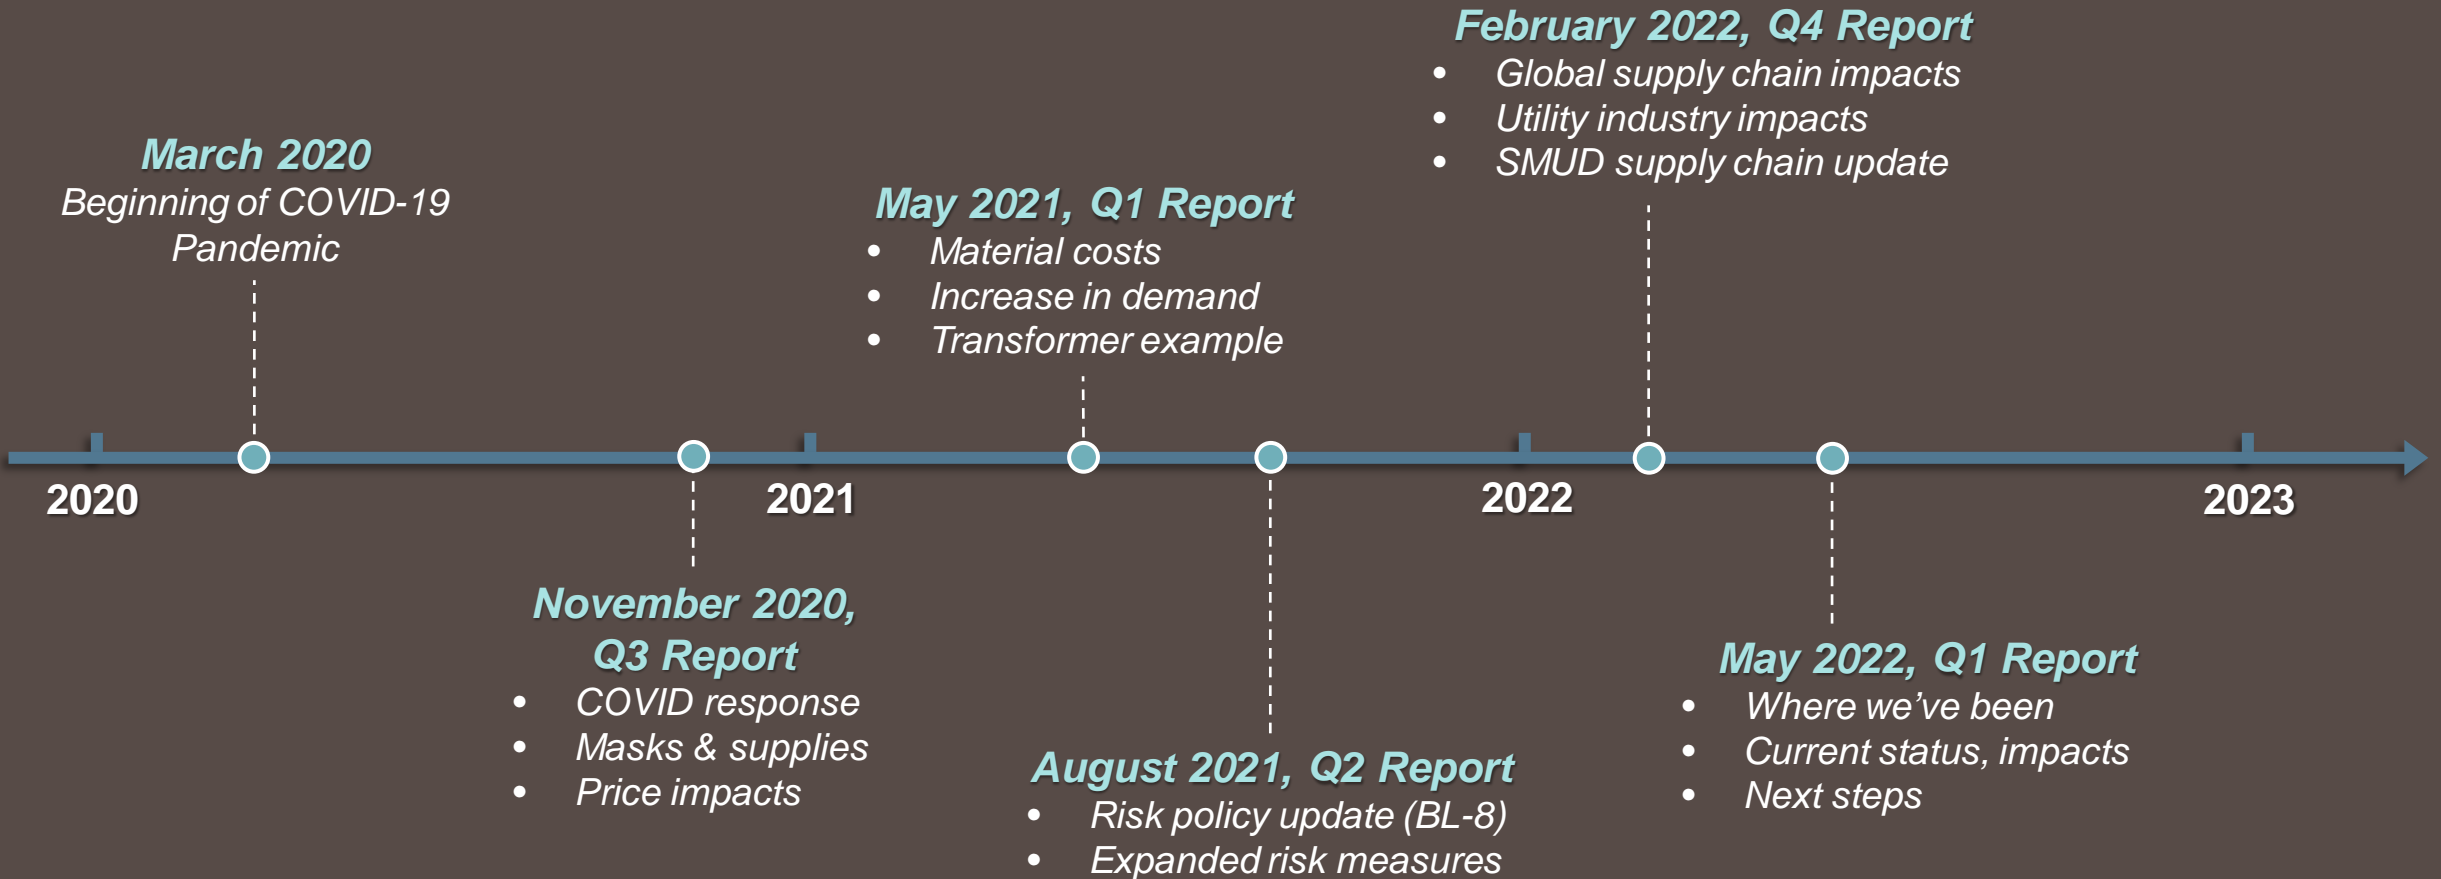 March 2020
Beginning of COVID-19
Pandemic
November 2020,
Q3 Report
• COVID response
• Masks & supplies
• Price impacts
May 2021, Q1 Report
• Material costs
• Increase in demand
• Transformer example
August 2021, Q2 Report
• Risk policy update (BL-8)
• Expanded risk measures
February 2022, Q4 Report
• Global supply chain impacts
• Utility industry impacts
• SMUD supply chain update
May 2022, Q1 Report
• Where we’ve been
• Current status, impacts
• Next steps
2020
2021
2022
2023